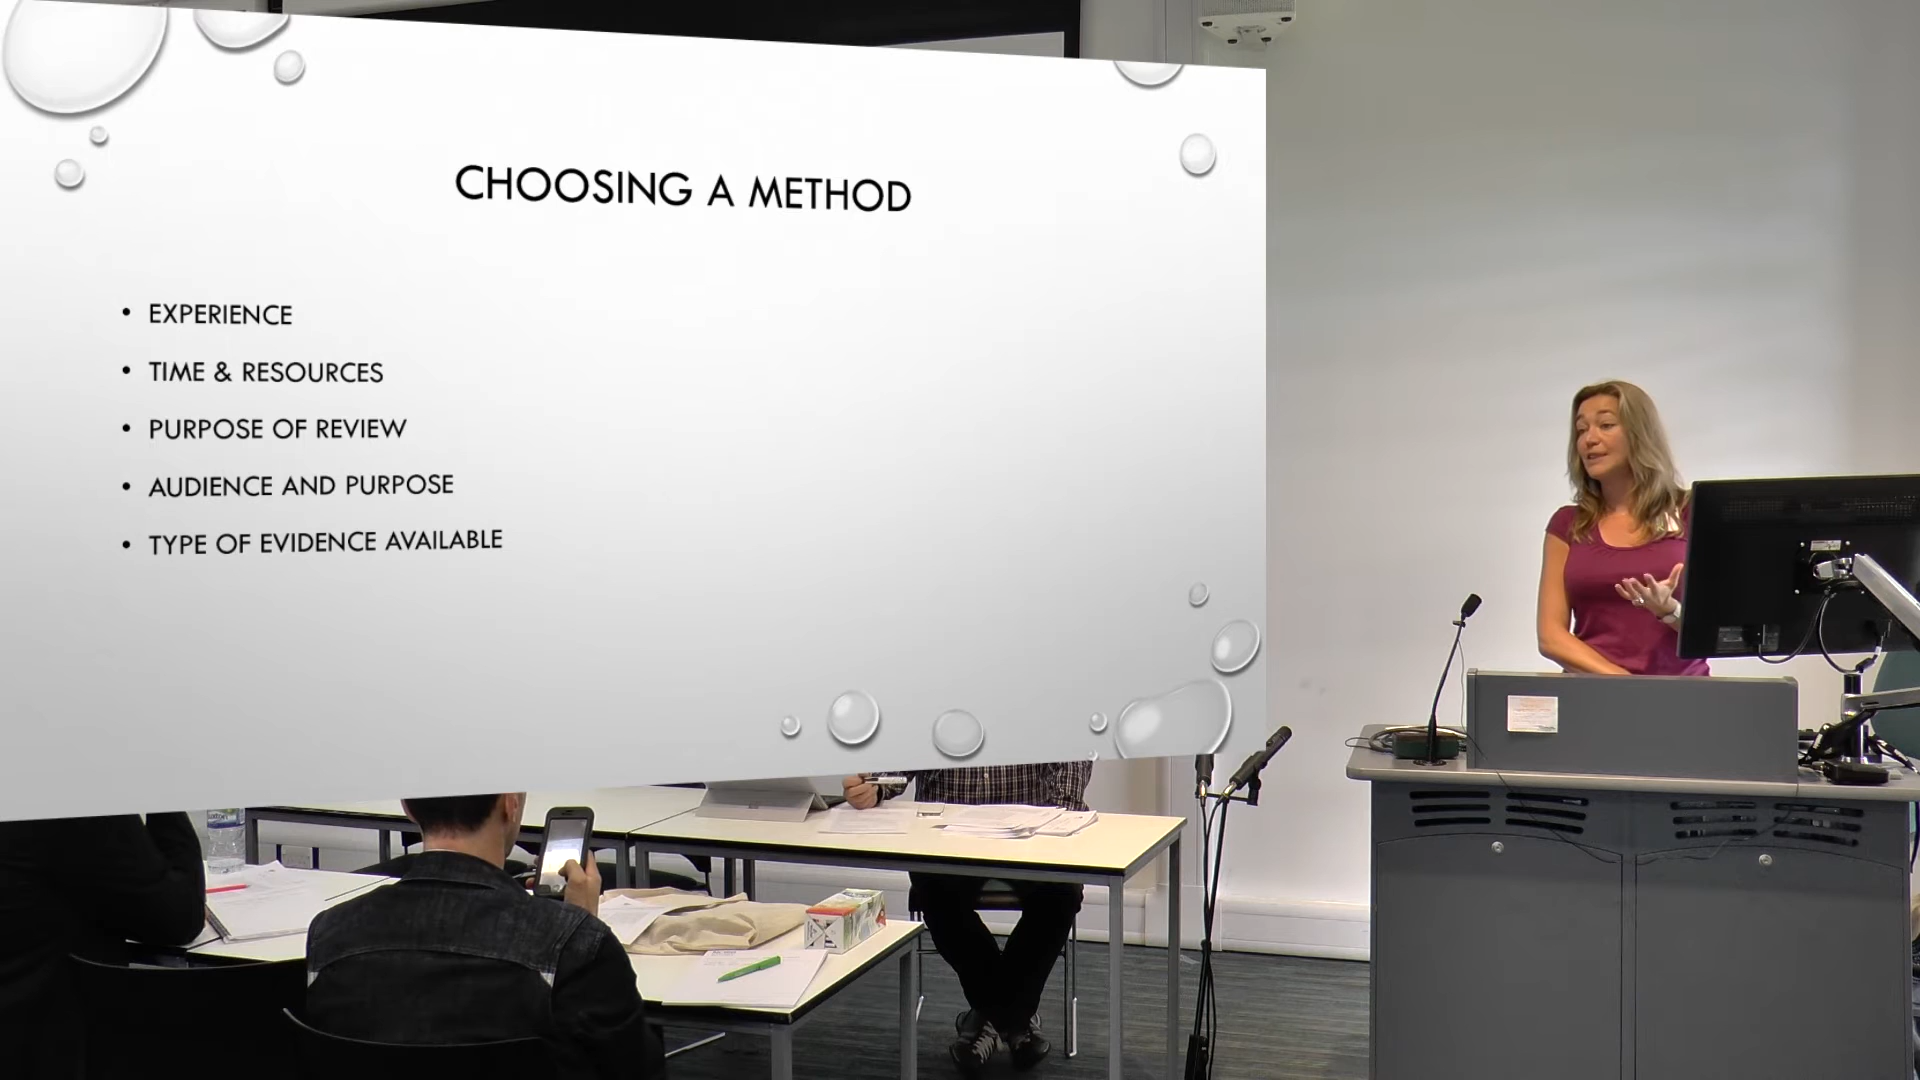 CHOOSING A METHOD
• EXPERIENCE
• TIME & RESOURCES
• PURPOSE OF REVIEW
• AUDIENCE AND PURPOSE
• TYPE OF EVIDENCE AVAILABLE